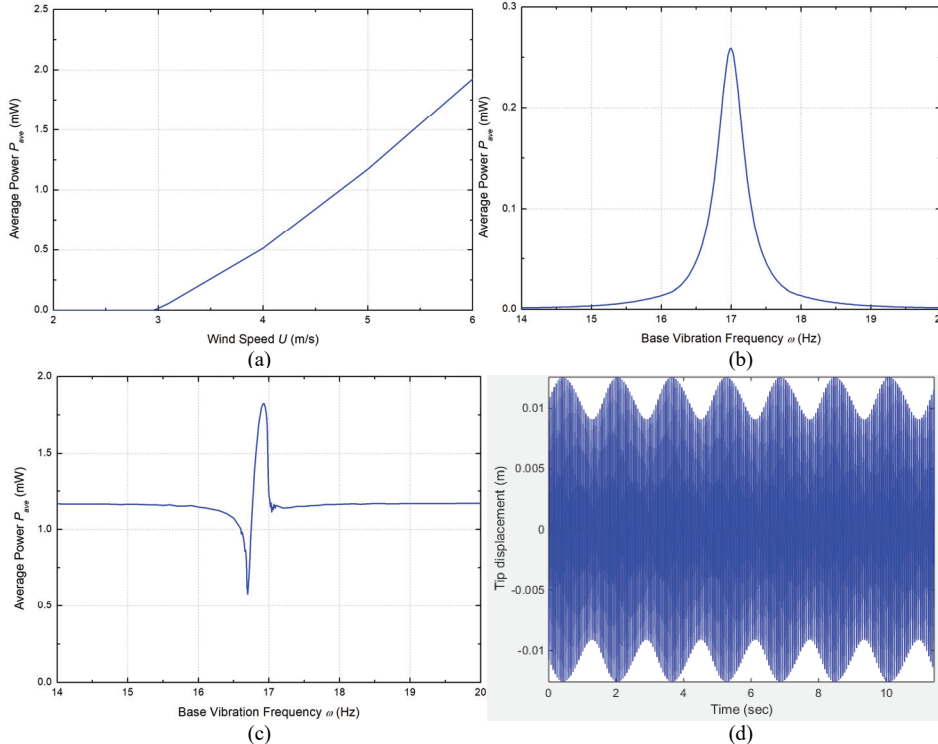 2.5
2.0
1.5
1.0
0.5
0.0
Average Power P_ave (mW)
2 3 4 5 6
Wind Speed U (m/s)
(a)
0.3
0.2
0.1
0.0
Average Power P_ave (mW)
14 15 16 17 18 19
Base Vibration Frequency ω (Hz)
(b)
2.0
1.5
1.0
0.5
0.0
Average Power P_ave (mW)
14 15 16 17 18 19 20
Base Vibration Frequency ω (Hz)
(c)
0.01
0.005
0
-0.005
-0.01
Tip displacement (m)
0 2 4 6 8 10
Time (sec)
(d)